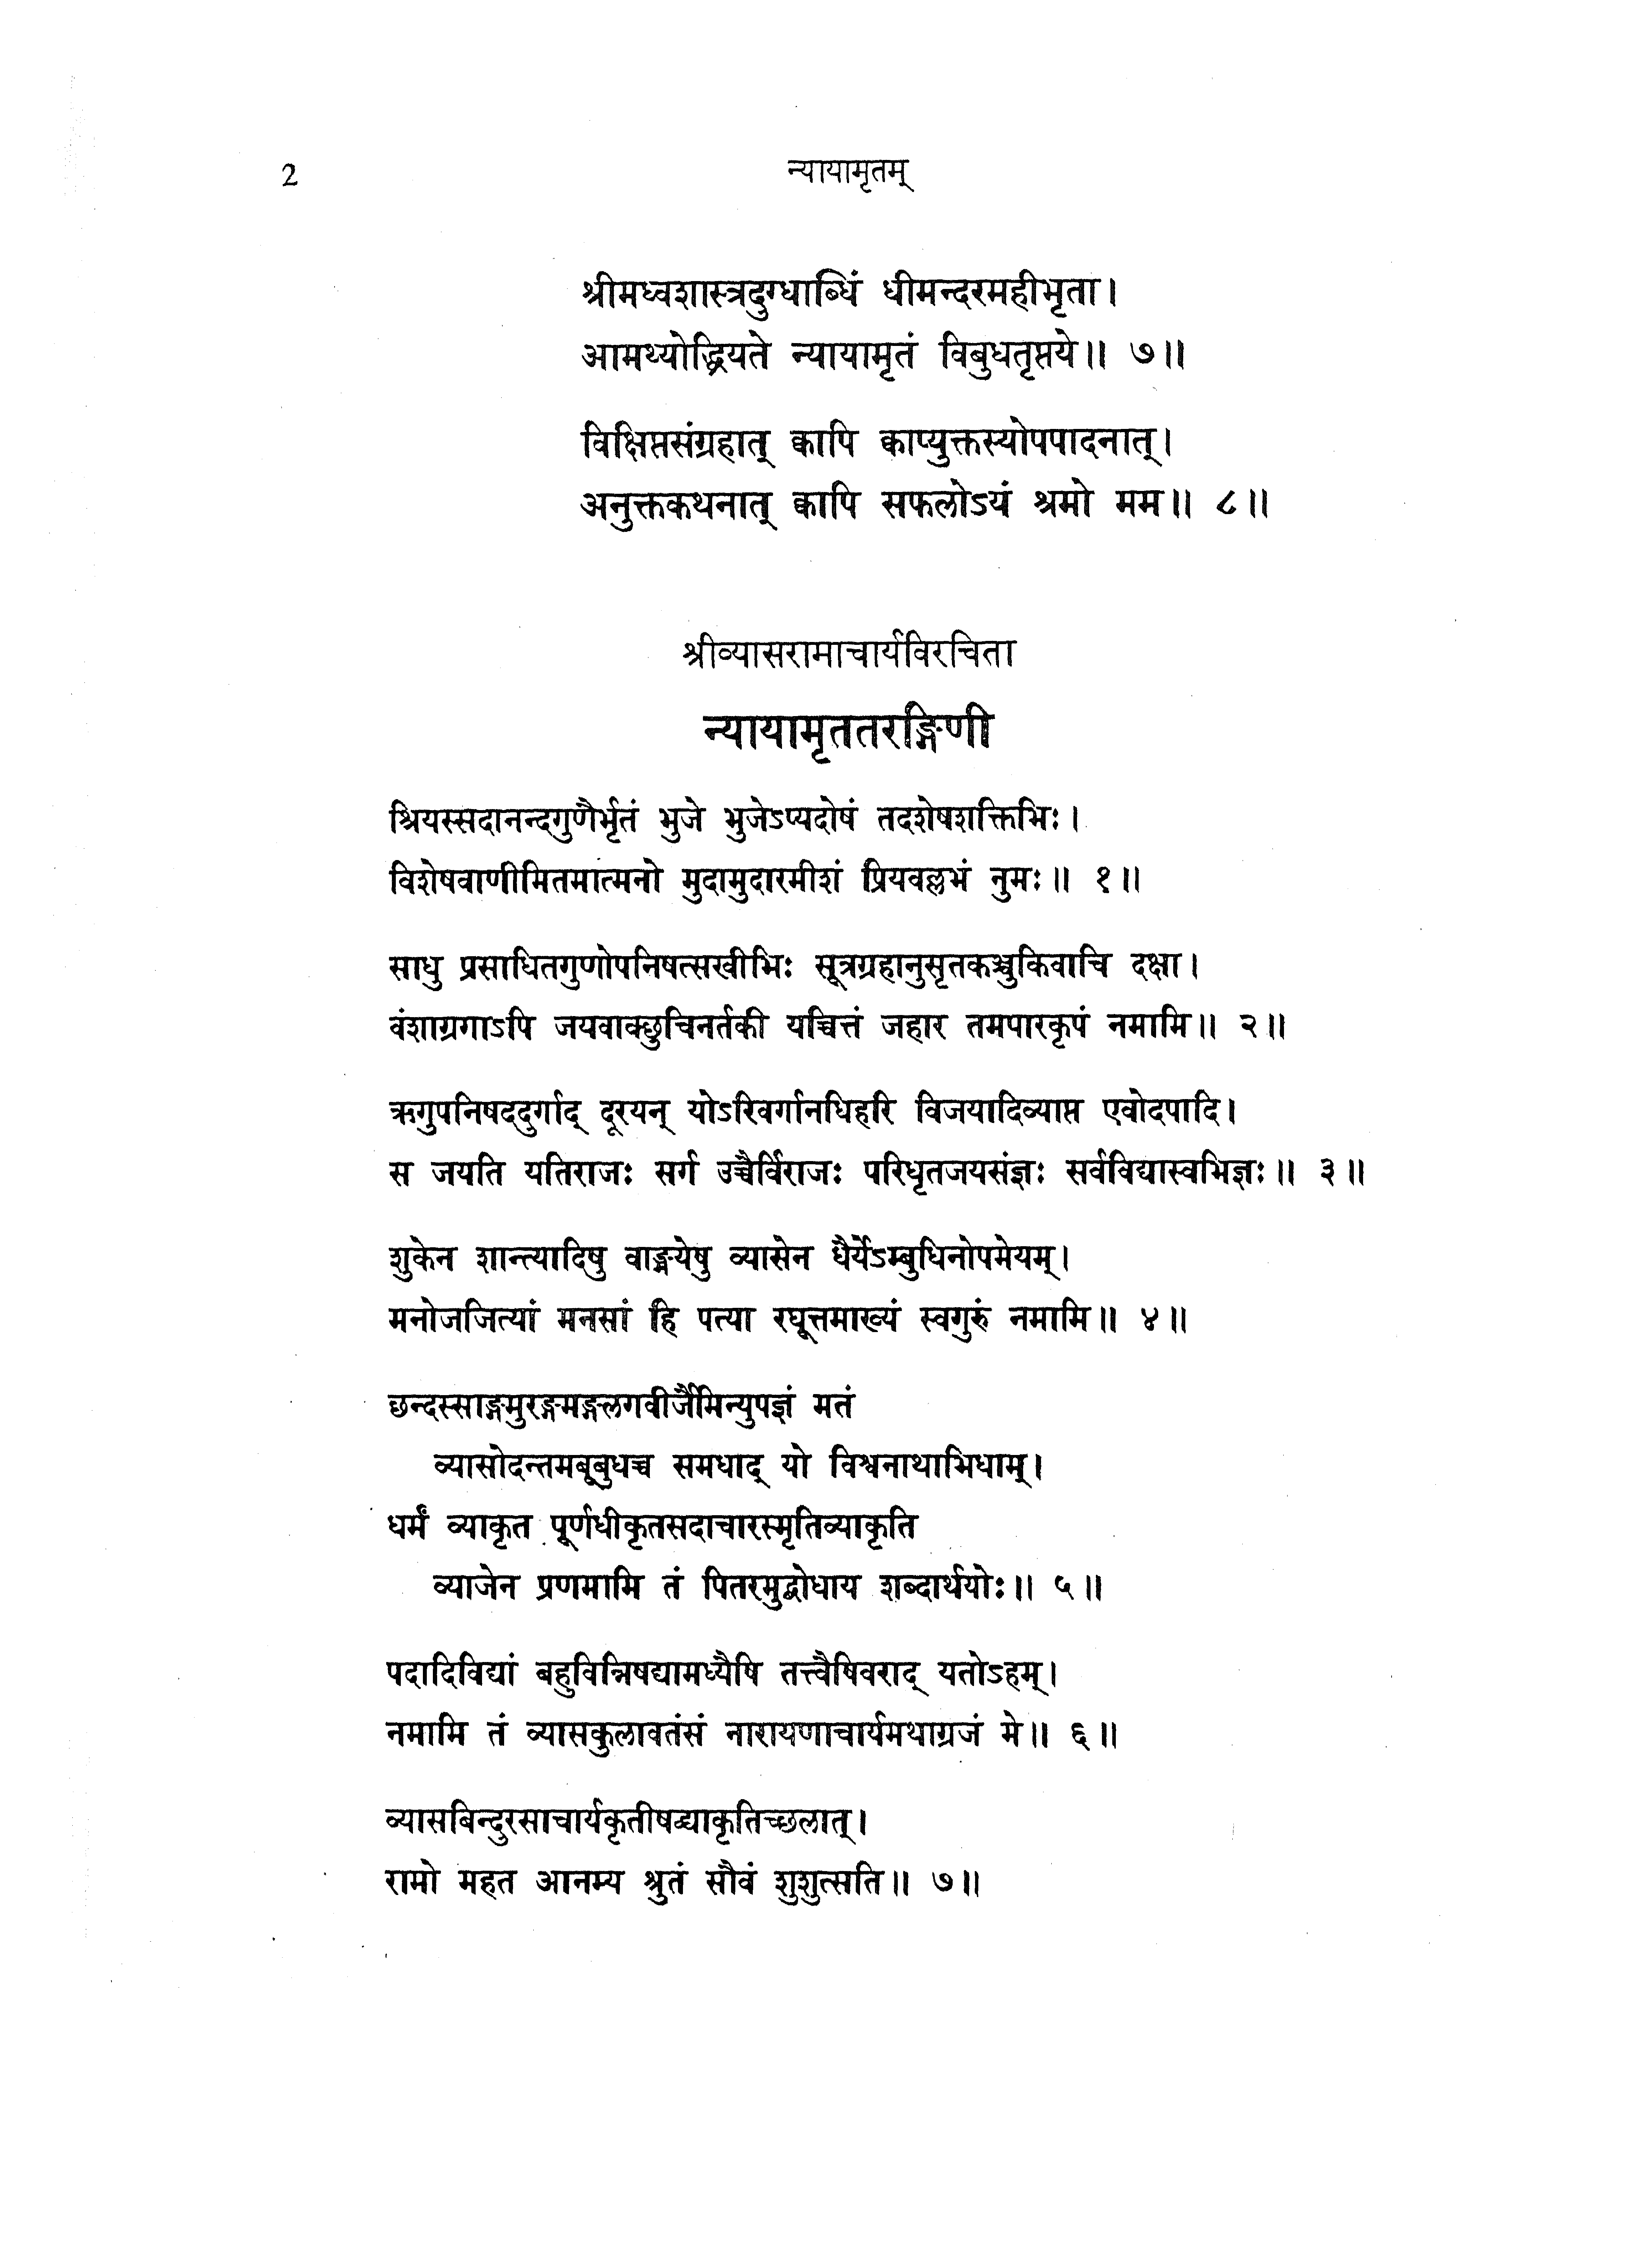 2
न्यायामृतम्
श्रीमध्वशास्त्रदुग्धाब्धिं धीमन्दरमहीभृता।
आमथ्योद्ध्रियते न्यायामृतं विबुधतृप्तये॥ ७॥
विक्षिप्तसंग्रहात् क्वापि क्वाप्युक्तस्योपपादनात्।
अनुक्तकथनात् क्वापि सफलोऽयं श्रमो मम॥ ८॥
श्रीव्यासरामाचार्यविरचिता
न्यायामृततरङ्गिणी
श्रियस्सदानन्दगुणैर्भृतं भुजे भुजेऽप्यदोषं तदशेषशक्तिभिः।
विशेषवाणीमितमात्मनो मुदामुदारमीशं प्रियवल्लभं नुमः॥ १॥
साधु प्रसाधितगुणोपनिषत्सखीभिः सूत्रग्रहानुसृतकञ्चुकिवाचि दक्षा।
वंशाग्रगाऽपि जयवाक्छुचिनर्तकी यच्चित्तं जहार तमपारकृपं नमामि॥ २॥
ऋगुपनिषद्दुर्गाद् दूरयन् योऽरिवर्गानधिहरि विजयादिव्याप्त एवोदपादि।
स जयति यतिराजः सर्ग उच्चैर्विराजः परिधृतजयसंज्ञः सर्वविद्यास्वभिज्ञः॥ ३॥
शुकेन शान्त्यादिषु वाङ्मयेषु व्यासेन धैर्येऽम्बुधिनोपमेयम्।
मनोजजित्यां मनसां हि पत्या रघूत्तमाख्यं स्वगुरुं नमामि॥ ४॥
छन्दस्साङ्गमुरङ्गमङ्गलगवीर्जैमिन्युपज्ञं मतं
व्यासोदन्तमबूबुधच्च समधाद् यो विश्वनाथाभिधाम्।
धर्मं व्याकृत पूर्णधीकृतसदाचारस्मृतिव्याकृति
व्याजेन प्रणमामि तं पितरमुद्बोधाय शब्दार्थयोः॥ ५॥
पदादिविद्यां बहुविन्निषद्यामध्यैषि तत्त्वैषिवराद् यतोऽहम्।
नमामि तं व्यासकुलावतंसं नारायणाचार्यमथाग्रजं मे॥ ६॥
व्यासबिन्दुरसाचार्यकृतीषद्व्याकृतिच्छलात्।
रामो महत आनम्य श्रुतं सौवं शुशुत्सति॥ ७॥